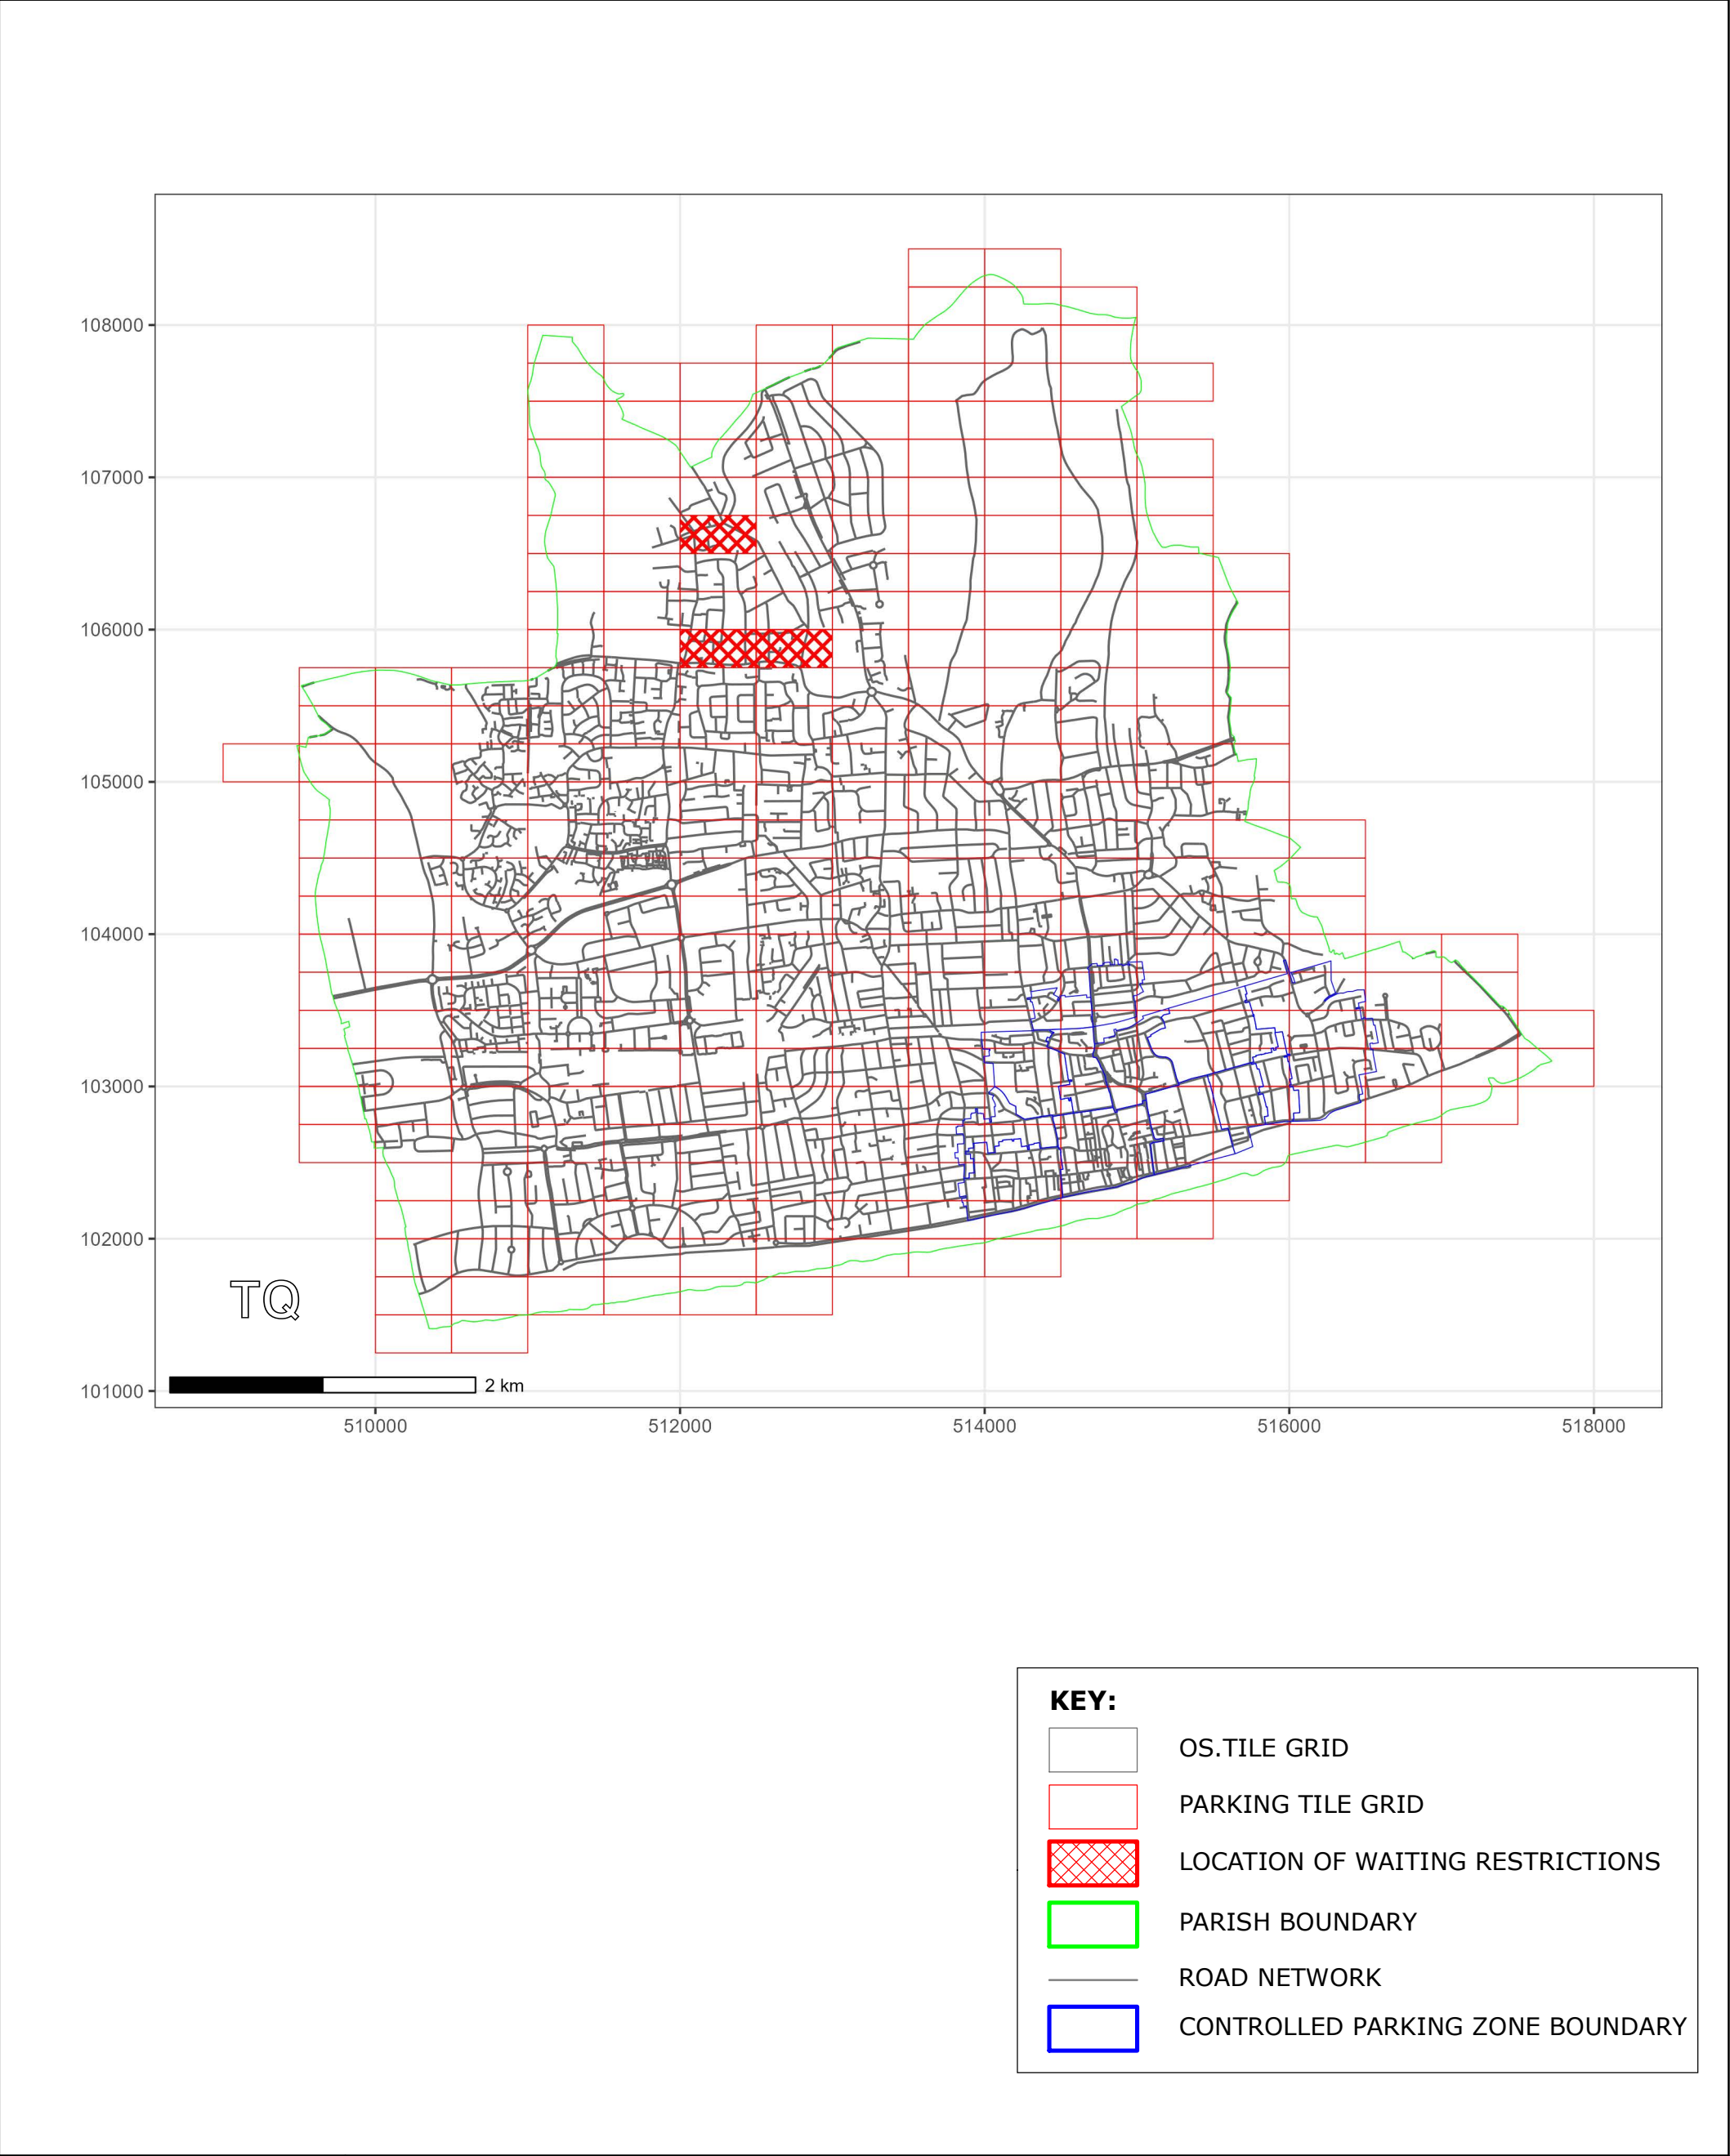 108000
107000
106000
105000
104000
103000
102000
101000
TQ
2 km
510000 512000 514000 516000 518000
KEY:
OS.TILE GRID
PARKING TILE GRID
LOCATION OF WAITING RESTRICTIONS
PARISH BOUNDARY
ROAD NETWORK
CONTROLLED PARKING ZONE BOUNDARY